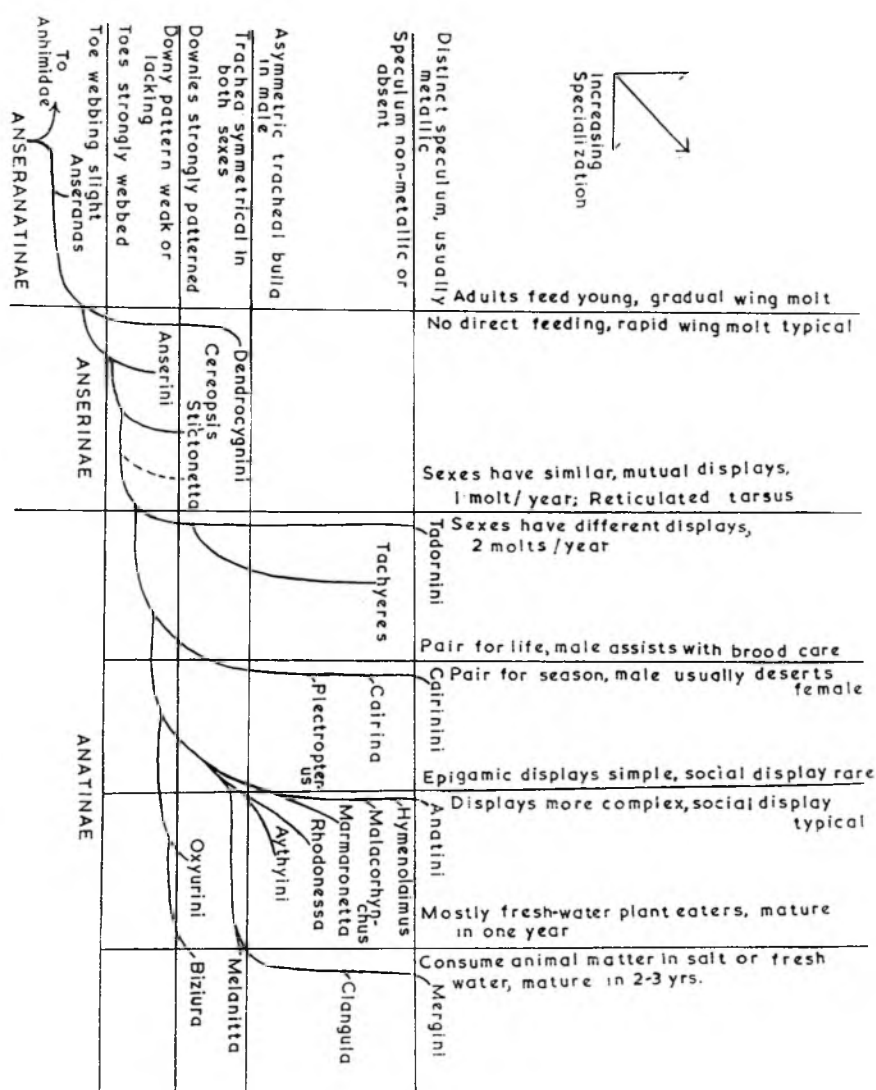 Increasing
Specialization
Distinct speculum, usually
metallic
Speculum non-metallic or
absent
Asymmetric tracheal bulla
in male
Trachea symmetrical in
both sexes
Downies strongly patterned
Downy pattern weak or
lacking
Toes strongly webbed
Toe webbing slight
To
Anhimidae
Anseranas
ANSERANATINAE
Adults feed young, gradual wing molt
No direct feeding, rapid wing molt typical
Dendrocygnini
Cereopsis
Anserini
Stictonetta
ANSERINAE
Sexes have similar, mutual displays,
1 molt/year; Reticulated tarsus
Sexes have different displays,
2 molts/year
Tadornini
Tachyeres
Pair for life, male assists with brood care
Pair for season, male usually deserts
female
Cairinini
Cairina
Plectropter-
us
ANATINAE
Epigamic displays simple, social display rare
Displays more complex, social display
typical
Anatini
Hymenolaimus
Malacorhyn-
chus
Marmaronetta
Rhodonessa
Aythyini
Oxyurini
Mostly fresh-water plant eaters, mature
in one year
Consume animal matter in salt or fresh
water, mature in 2-3 yrs.
Mergini
Clangula
Melanitta
Biziura